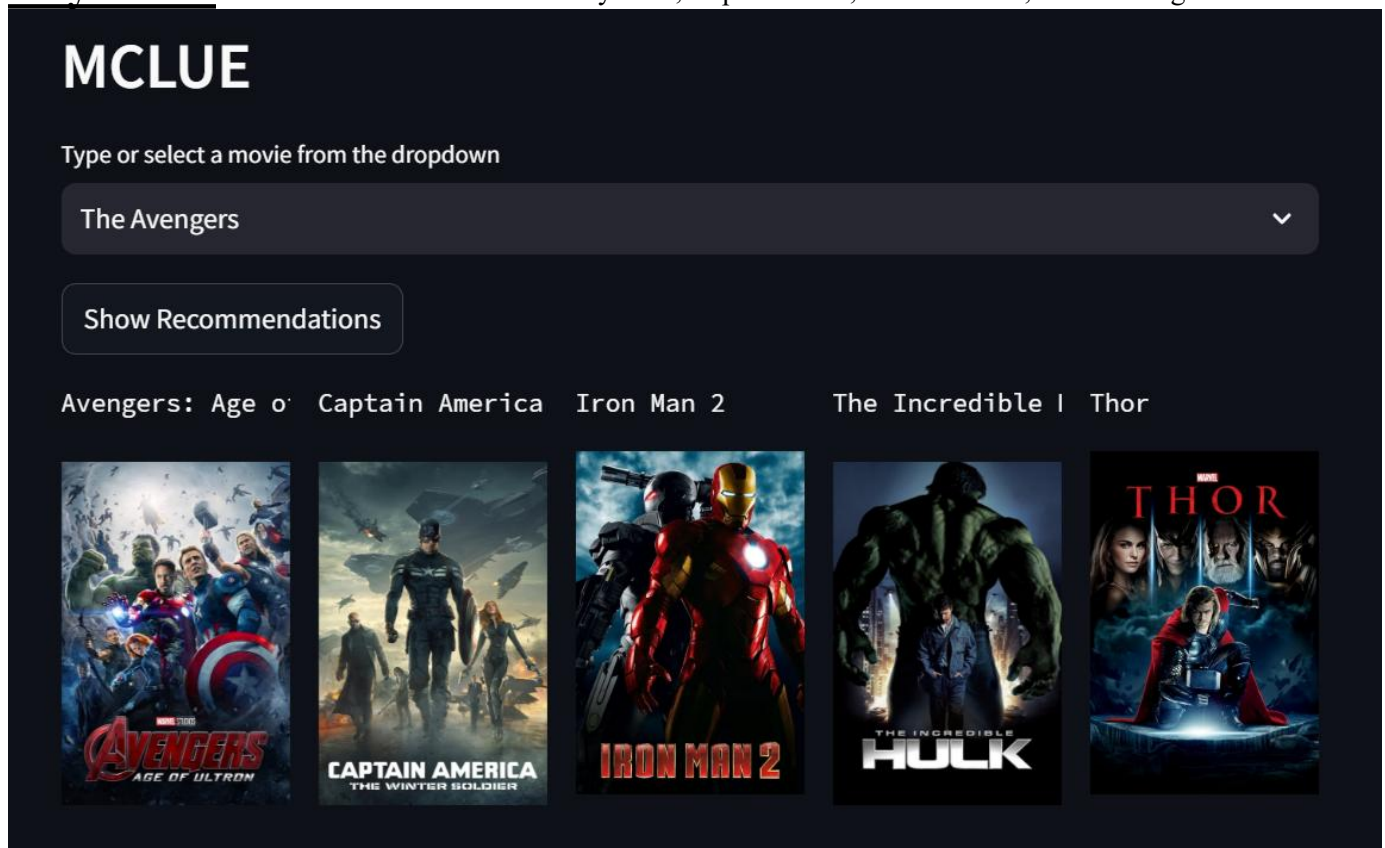 MCLUE
Type or select a movie from the dropdown
The Avengers
Show Recommendations
Avengers: Age o Captain America Iron Man 2 The Incredible Thor
MARVEL STUDIOS
AVENGERS
AGE OF ULTRON
CAPTAIN AMERICA
THE WINTER SOLDIER
IRON MAN 2
THE INCREDIBLE
HULK
MARVEL
THOR